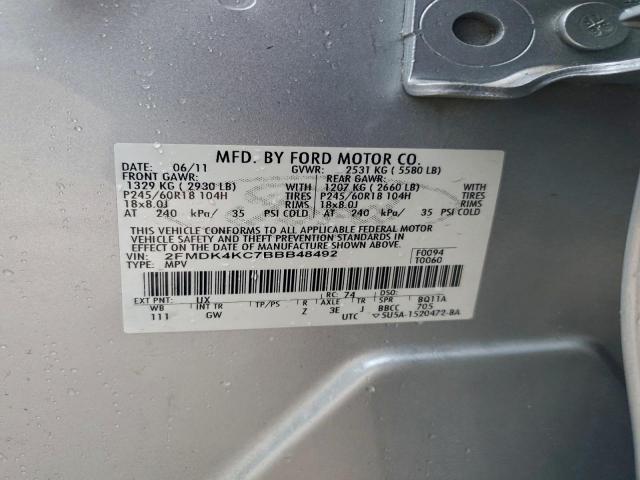 MFD. BY FORD MOTOR CO.
DATE: 06/11 GVWR: 2531 KG ( 5580 LB)
FRONT GAWR: REAR GAWR:
1329 KG ( 2930 LB) WITH 1207 KG ( 2660 LB) WITH
P245/60R18 104H TIRES P245/60R18 104H TIRES
18x8.0J RIMS 18x8.0J RIMS
AT 240 kPa/ 35 PSI COLD AT 240 kPa/ 35 PSI COLD
THIS VEHICLE CONFORMS TO ALL APPLICABLE FEDERAL MOTOR
VEHICLE SAFETY AND THEFT PREVENTION STANDARDS IN EFFECT ON
THE DATE OF MANUFACTURE SHOWN ABOVE.
VIN: 2FMDK4KC7BBB48492 F0094
TYPE: MPV T0060
EXT PNT: UX RC: 74 DSO:
WB INT TR TP/PS R AXLE TR SPR BQ11A
111 GW Z 3E J BBCC 705
UTC 5U5A-1520472-BA